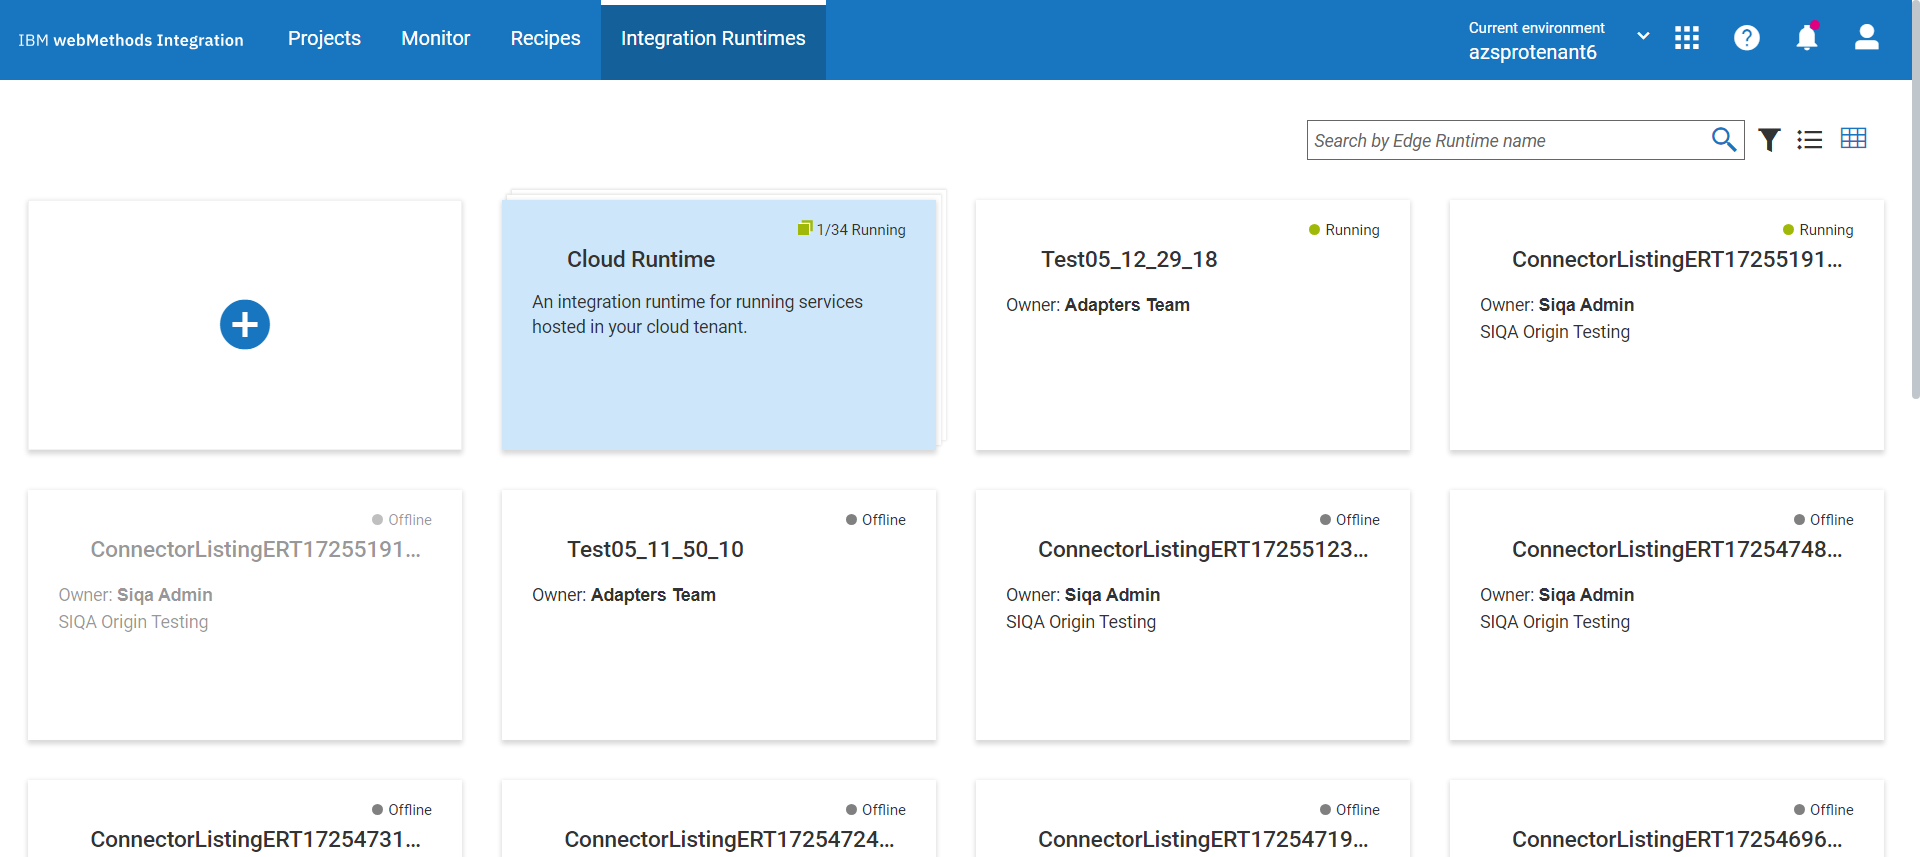 IBM webMethods Integration
Projects
Monitor
Recipes
Integration Runtimes
Current environment
azsprotenant6
Search by Edge Runtime name
1/34 Running
Cloud Runtime
An integration runtime for running services
hosted in your cloud tenant.
Running
Test05_12_29_18
Owner: Adapters Team
Running
ConnectorListingERT17255191...
Owner: Siqa Admin
SIQA Origin Testing
Offline
ConnectorListingERT17255191...
Owner: Siqa Admin
SIQA Origin Testing
Offline
Test05_11_50_10
Owner: Adapters Team
Offline
ConnectorListingERT17255123...
Owner: Siqa Admin
SIQA Origin Testing
Offline
ConnectorListingERT17254748...
Owner: Siqa Admin
SIQA Origin Testing
Offline
ConnectorListingERT17254731...
Offline
ConnectorListingERT17254724...
Offline
ConnectorListingERT17254719...
Offline
ConnectorListingERT17254696...